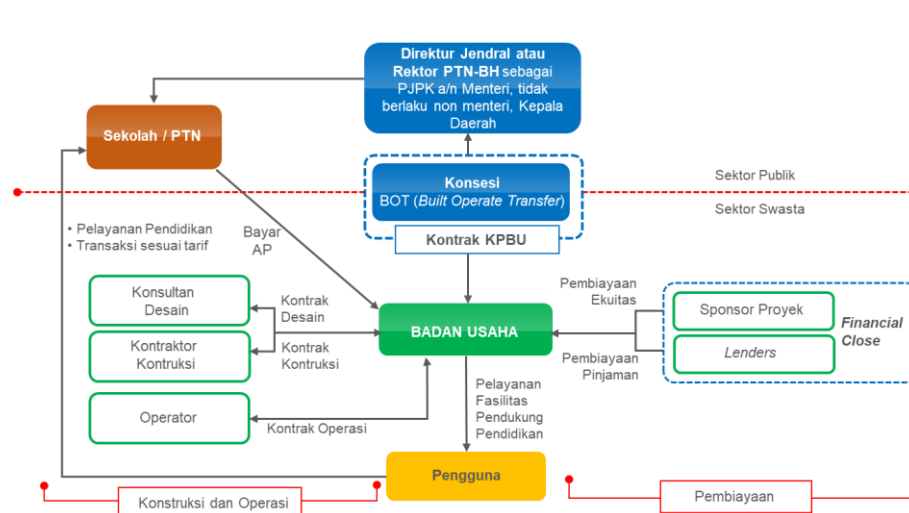 Direktur Jendral atau
Rektor PTN-BH sebagai
PJPK a/n Menteri, tidak
berlaku non menteri, Kepala
Daerah
Sekolah / PTN
Konsesi
BOT (Built Operate Transfer)
Sektor Publik
Sektor Swasta
Kontrak KPBU
• Pelayanan Pendidikan
• Transaksi sesuai tarif
Bayar
AP
Konsultan
Desain
Kontrak
Desain
Kontraktor
Kontruksi
Kontrak
Kontruksi
Operator
Kontrak Operasi
BADAN USAHA
Pembiayaan
Ekuitas
Pembiayaan
Pinjaman
Sponsor Proyek
Lenders
Financial
Close
Pelayanan
Fasilitas
Pendukung
Pendidikan
Pengguna
Konstruksi dan Operasi
Pembiayaan